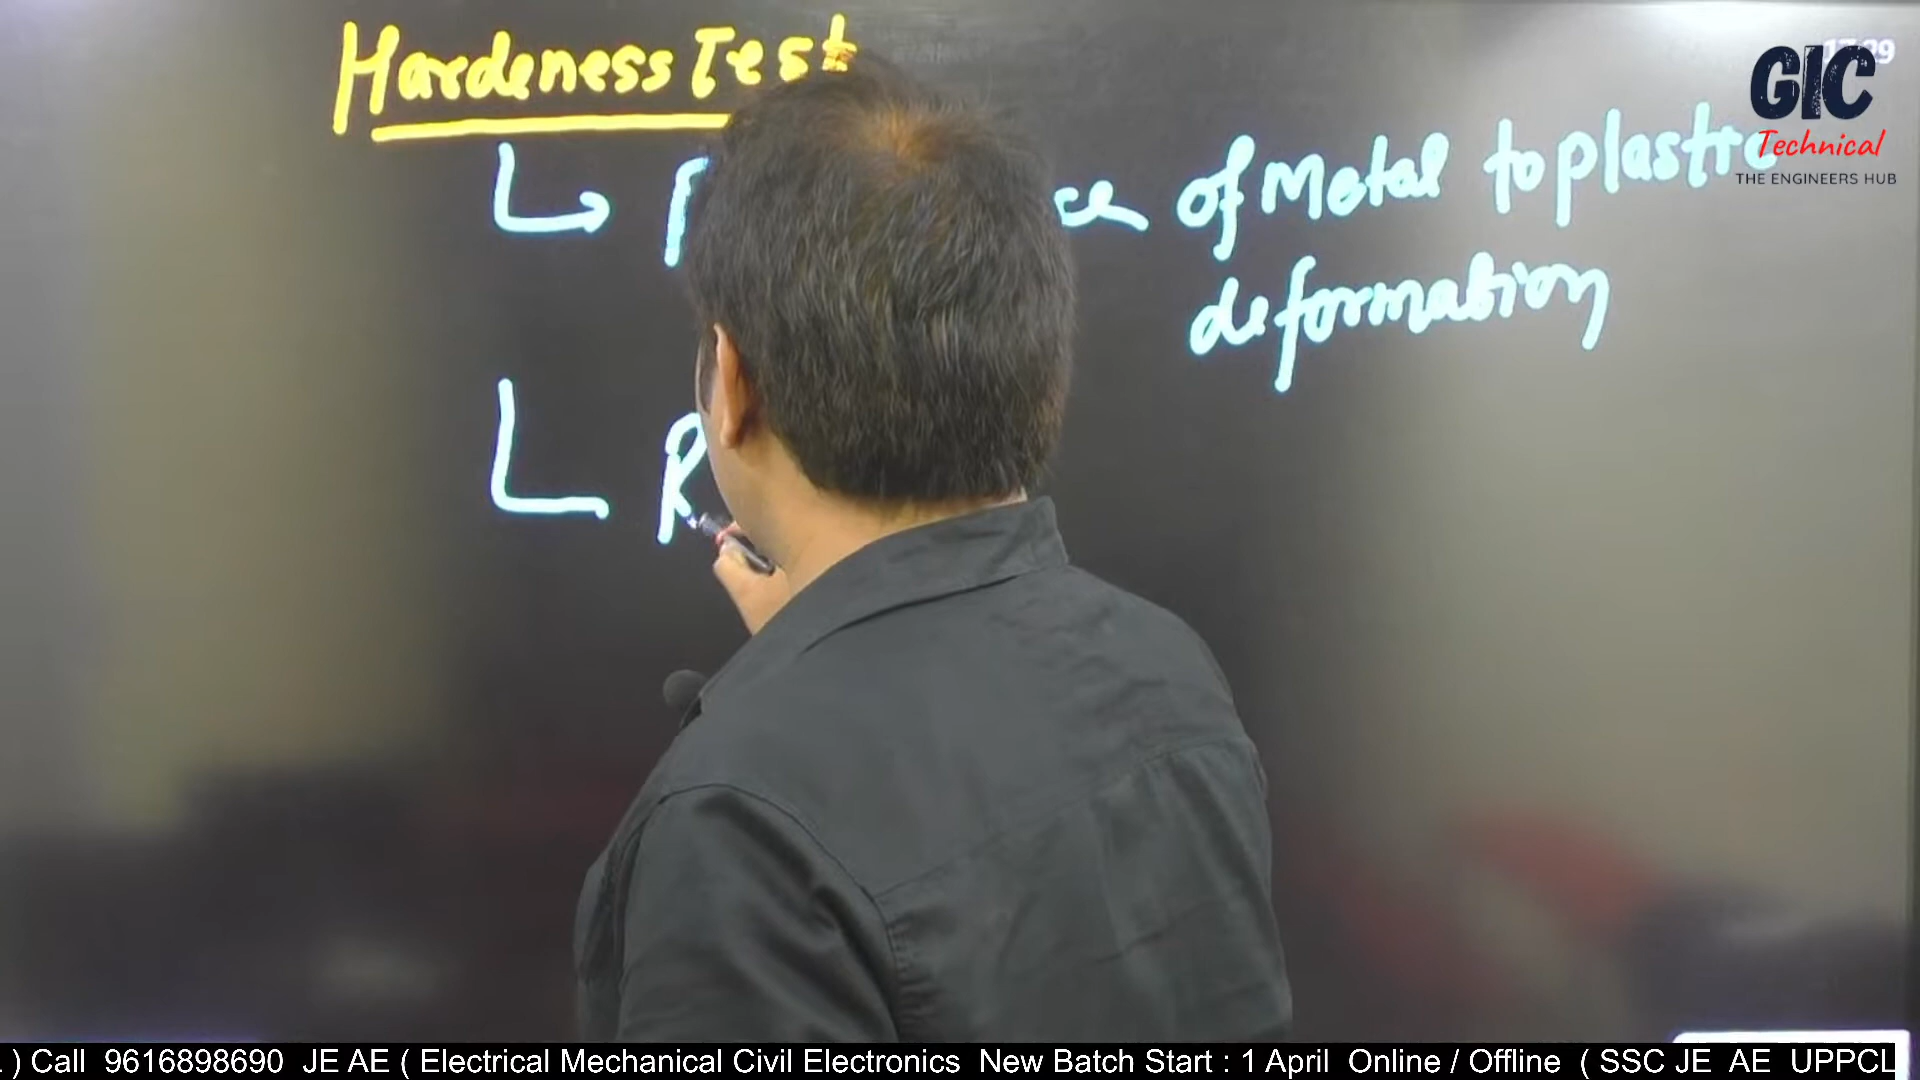 Hardeness Test
of Metal to plastic
deformation
GIC
Technical
THE ENGINEERS HUB
) Call 9616898690 JE AE ( Electrical Mechanical Civil Electronics New Batch Start : 1 April Online / Offline ( SSC JE AE UPPCL